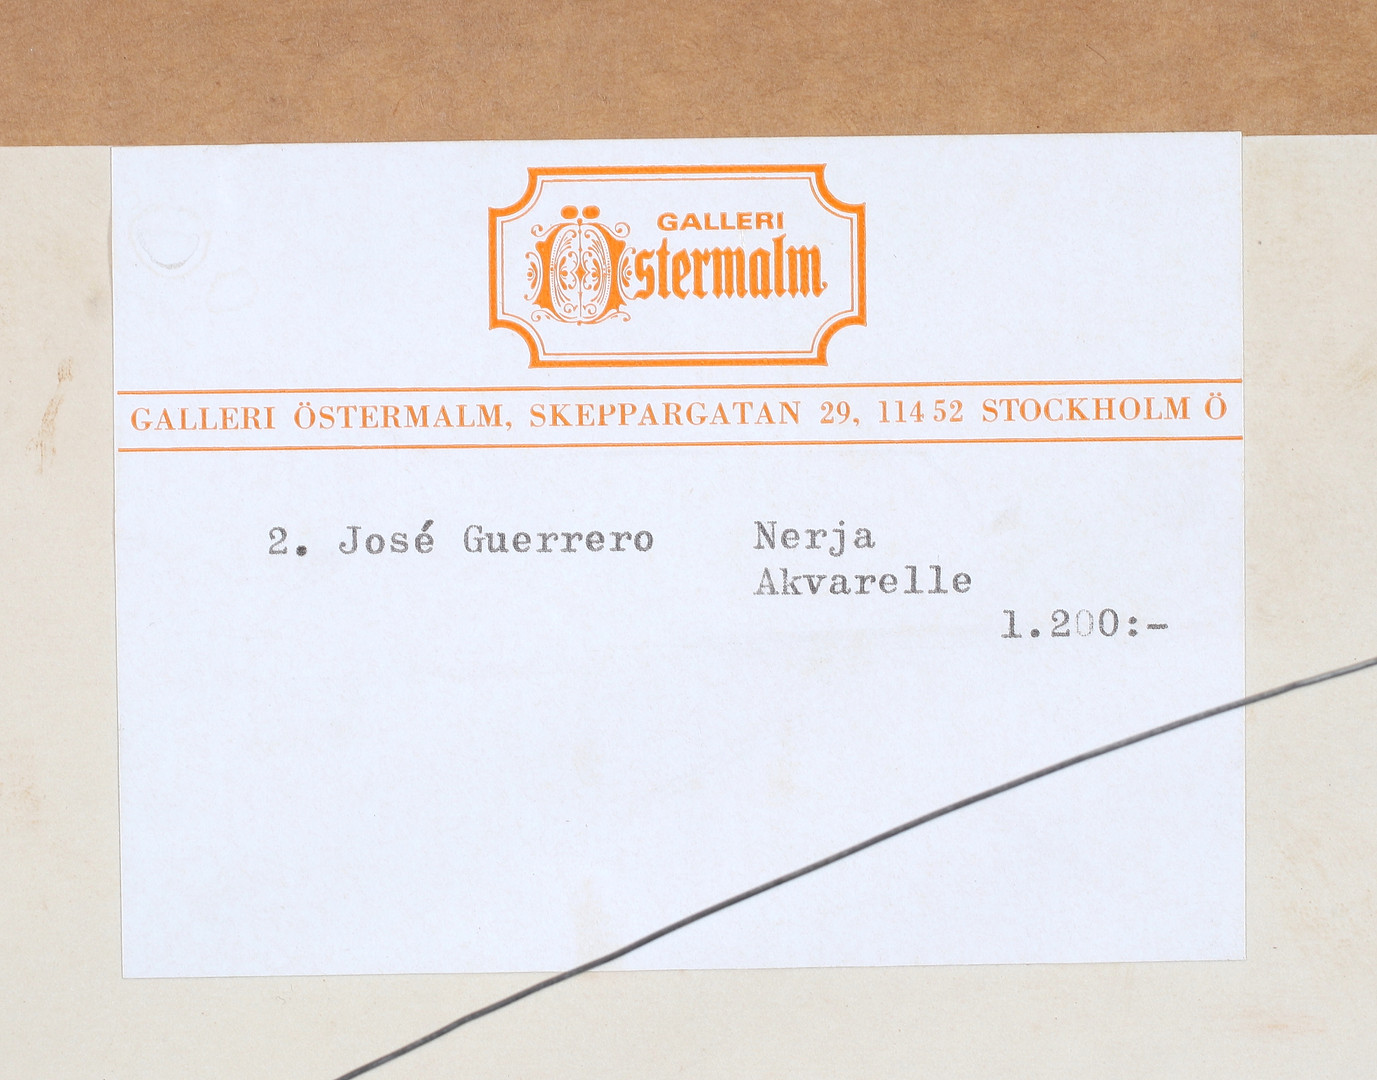 GALLERI
Östermalm
GALLERI ÖSTERMALM, SKEPPARGATAN 29, 114 52 STOCKHOLM Ö
2. José Guerrero Nerja
Akvarelle
1.200:-